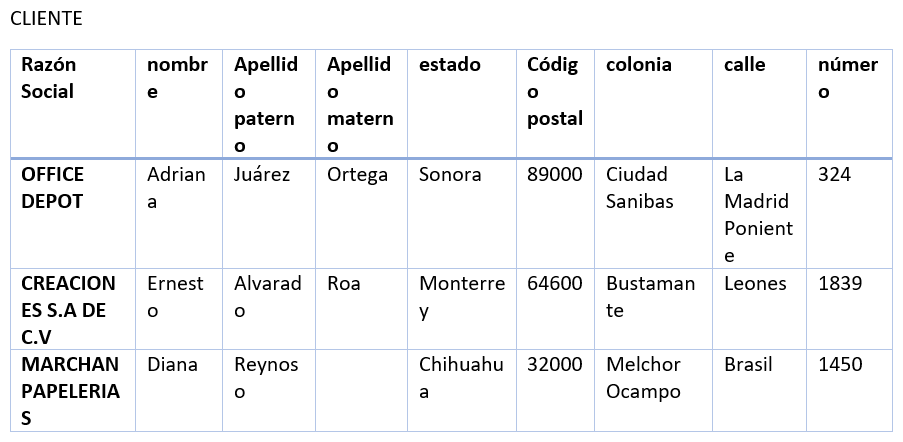 CLIENTE
Razón Social | nombre | Apellido paterno | Apellido materno | estado | Código postal | colonia | calle | número
OFFICE DEPOT | Adriana | Juárez | Ortega | Sonora | 89000 | Ciudad Sanibas | La Madrid Poniente | 324
CREACIONES S.A DE C.V | Ernesto | Alvarado | Roa | Monterrey | 64600 | Bustamante | Leones | 1839
MARCHAN PAPELERIAS | Diana | Reynoso | | Chihuahua | 32000 | Melchor Ocampo | Brasil | 1450